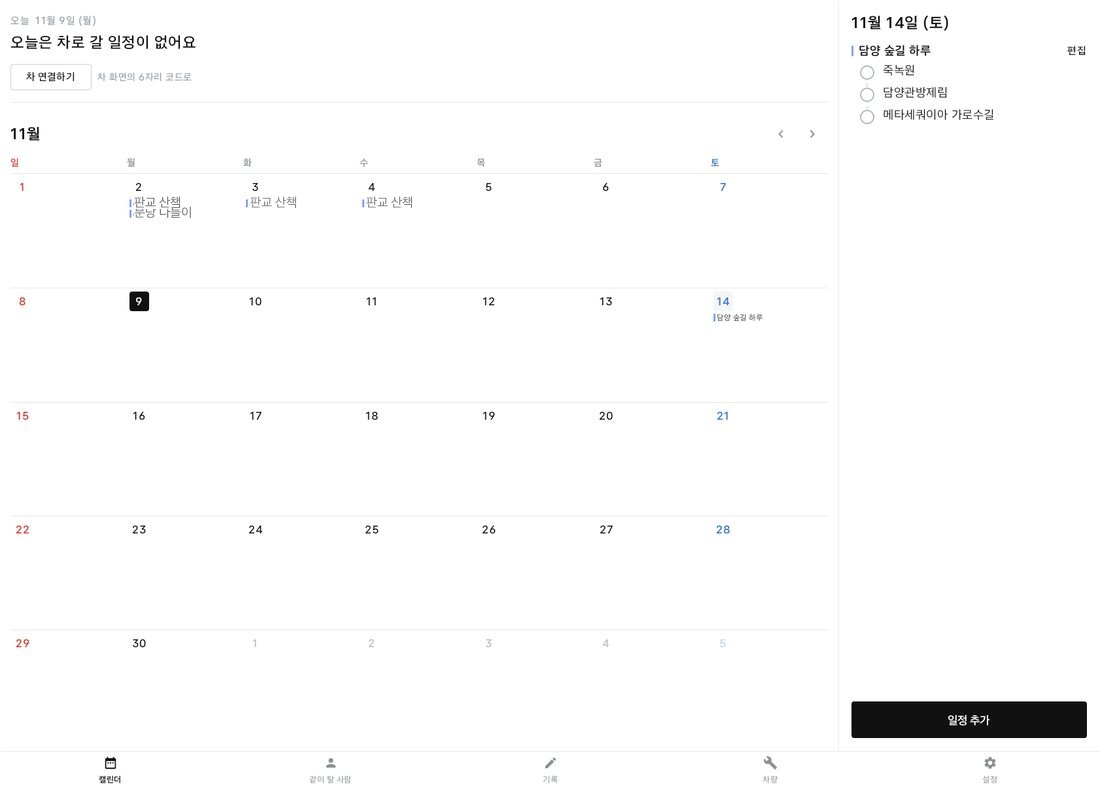 오늘 11월 9일 (월)
오늘은 차로 갈 일정이 없어요
차 연결하기 차 화면의 6자리 코드로
11월
일 월 화 수 목 금 토
1 2 3 4 5 6 7
판교 산책 판교 산책 판교 산책
분당 나들이
8 9 10 11 12 13 14
담양 숲길 하루
15 16 17 18 19 20 21
22 23 24 25 26 27 28
29 30 1 2 3 4 5
11월 14일 (토)
담양 숲길 하루 편집
죽녹원
담양관방제림
메타세쿼이아 가로수길
일정 추가
캘린더 같이 탈 사람 기록 차량 설정